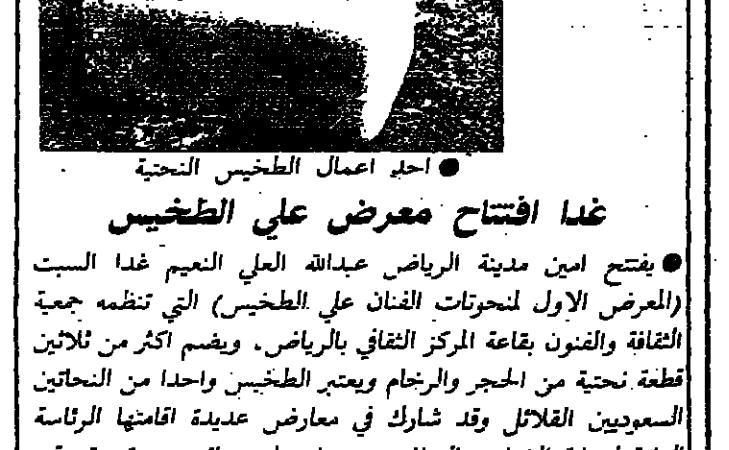 ● احد اعمال الطخيس النحتية
غدا افتتاح معرض علي الطخيس
● يفتتح امين مدينة الرياض عبدالله العلي النعيم غدا السبت
(المعرض الاول لمنحوتات الفنان علي الطخيس) التي تنظمه جمعية
الثقافة والفنون بقاعة المركز الثقافي بالرياض. ويضم اكثر من ثلاثين
قطعة نحتية من الحجر والرخام ويعتبر الطخيس واحدا من النحاتين
السعوديين القلائل وقد شارك في معارض عديدة اقامتها الرئاسة